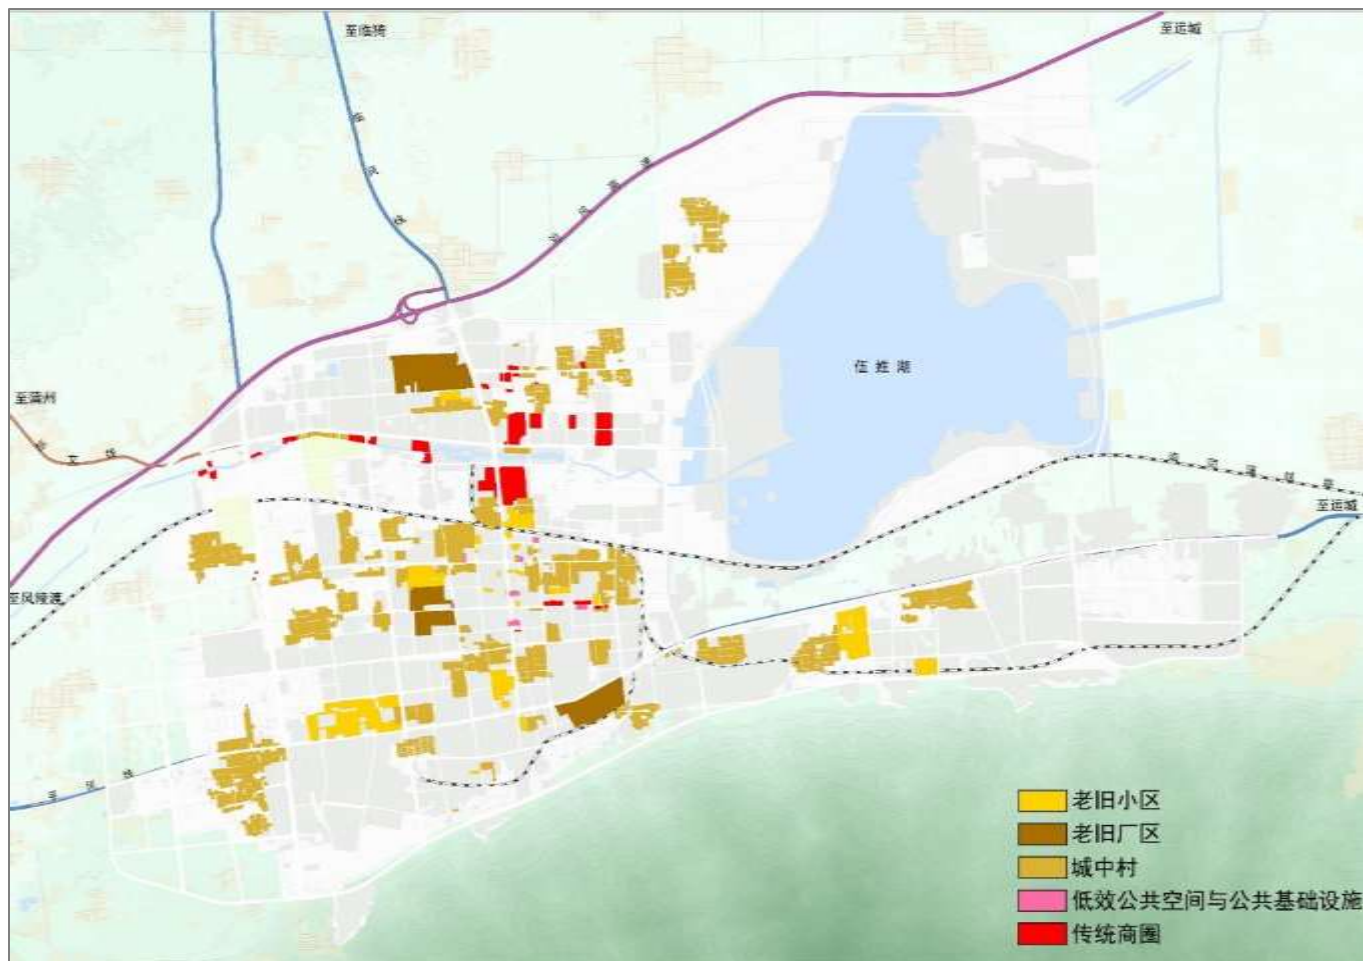 至临猗
至运城
伍姓湖
至蒲州
至运城
至风陵渡
老旧小区
老旧厂区
城中村
低效公共空间与公共基础设施
传统商圈